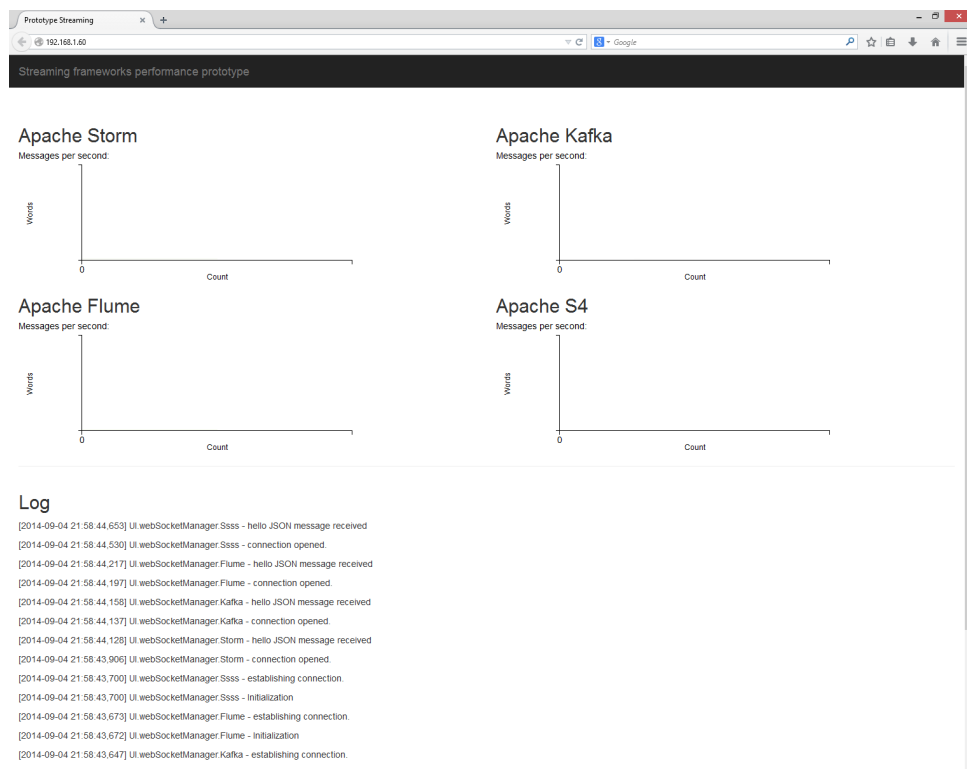 Prototype Streaming
192.168.1.60
Google
Streaming frameworks performance prototype
Apache Storm
Messages per second:
Words
0
Count
Apache Kafka
Messages per second:
Words
0
Count
Apache Flume
Messages per second:
Words
0
Count
Apache S4
Messages per second:
Words
0
Count
Log
[2014-09-04 21:58:44,653] UI.webSocketManager.Ssss - hello JSON message received
[2014-09-04 21:58:44,530] UI.webSocketManager.Ssss - connection opened.
[2014-09-04 21:58:44,217] UI.webSocketManager.Flume - hello JSON message received
[2014-09-04 21:58:44,197] UI.webSocketManager.Flume - connection opened.
[2014-09-04 21:58:44,158] UI.webSocketManager.Kafka - hello JSON message received
[2014-09-04 21:58:44,137] UI.webSocketManager.Kafka - connection opened.
[2014-09-04 21:58:44,128] UI.webSocketManager.Storm - hello JSON message received
[2014-09-04 21:58:43,906] UI.webSocketManager.Storm - connection opened.
[2014-09-04 21:58:43,700] UI.webSocketManager.Ssss - establishing connection.
[2014-09-04 21:58:43,700] UI.webSocketManager.Ssss - Initialization
[2014-09-04 21:58:43,673] UI.webSocketManager.Flume - establishing connection.
[2014-09-04 21:58:43,672] UI.webSocketManager.Flume - Initialization
[2014-09-04 21:58:43,647] UI.webSocketManager.Kafka - establishing connection.